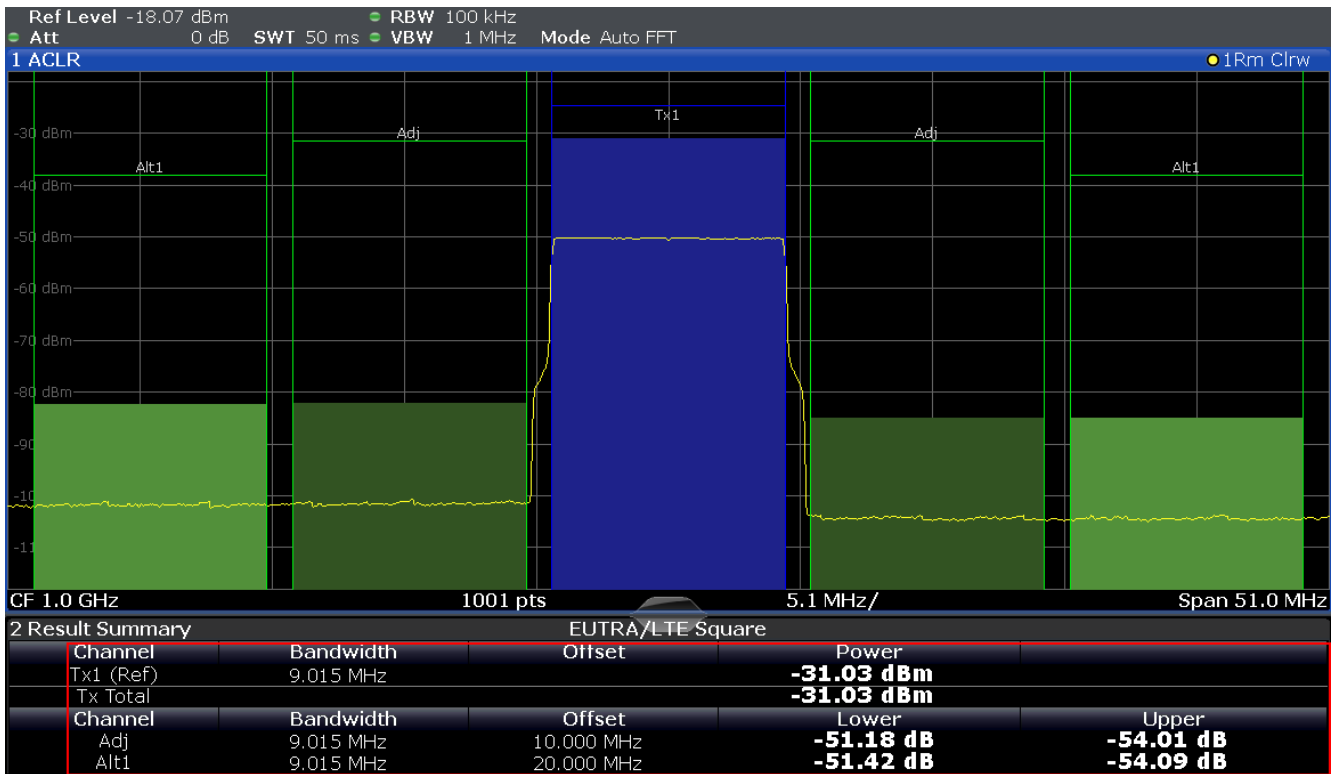 Ref Level -18.07 dBm RBW 100 kHz
Att 0 dB SWT 50 ms VBW 1 MHz Mode Auto FFT
1 ACLR 1Rm Clrw
Tx1
-30 dBm Adj Adj
Alt1 Alt1
-40 dBm
-50 dBm
-60 dBm
-70 dBm
-80 dBm
-90
-10
-11
CF 1.0 GHz 1001 pts 5.1 MHz/ Span 51.0 MHz
2 Result Summary EUTRA/LTE Square
Channel Bandwidth Offset Power
Tx1 (Ref) 9.015 MHz -31.03 dBm
Tx Total -31.03 dBm
Channel Bandwidth Offset Lower Upper
Adj 9.015 MHz 10.000 MHz -51.18 dB -54.01 dB
Alt1 9.015 MHz 20.000 MHz -51.42 dB -54.09 dB